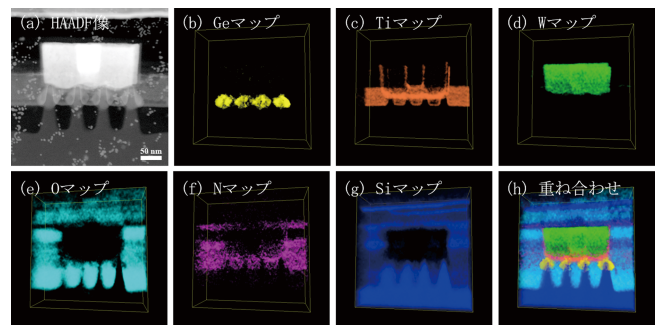 (a) HAADF像
(b) Geマップ
(c) Tiマップ
(d) Wマップ
50 nm
(e) Oマップ
(f) Nマップ
(g) Siマップ
(h) 重ね合わせ